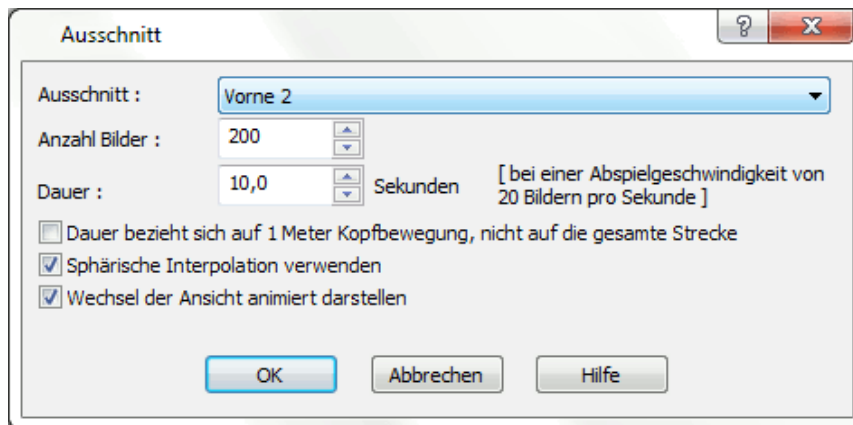 Ausschnitt
Ausschnitt :
Vorne 2
Anzahl Bilder :
200
Dauer :
10,0
Sekunden
[ bei einer Abspielgeschwindigkeit von
20 Bildern pro Sekunde ]
Dauer bezieht sich auf 1 Meter Kopfbewegung, nicht auf die gesamte Strecke
Sphärische Interpolation verwenden
Wechsel der Ansicht animiert darstellen
OK
Abbrechen
Hilfe